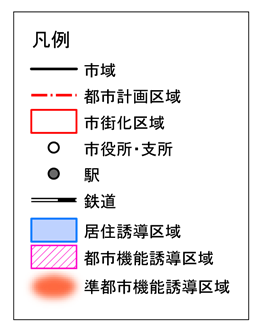 凡例
市域
都市計画区域
市街化区域
市役所・支所
駅
鉄道
居住誘導区域
都市機能誘導区域
準都市機能誘導区域